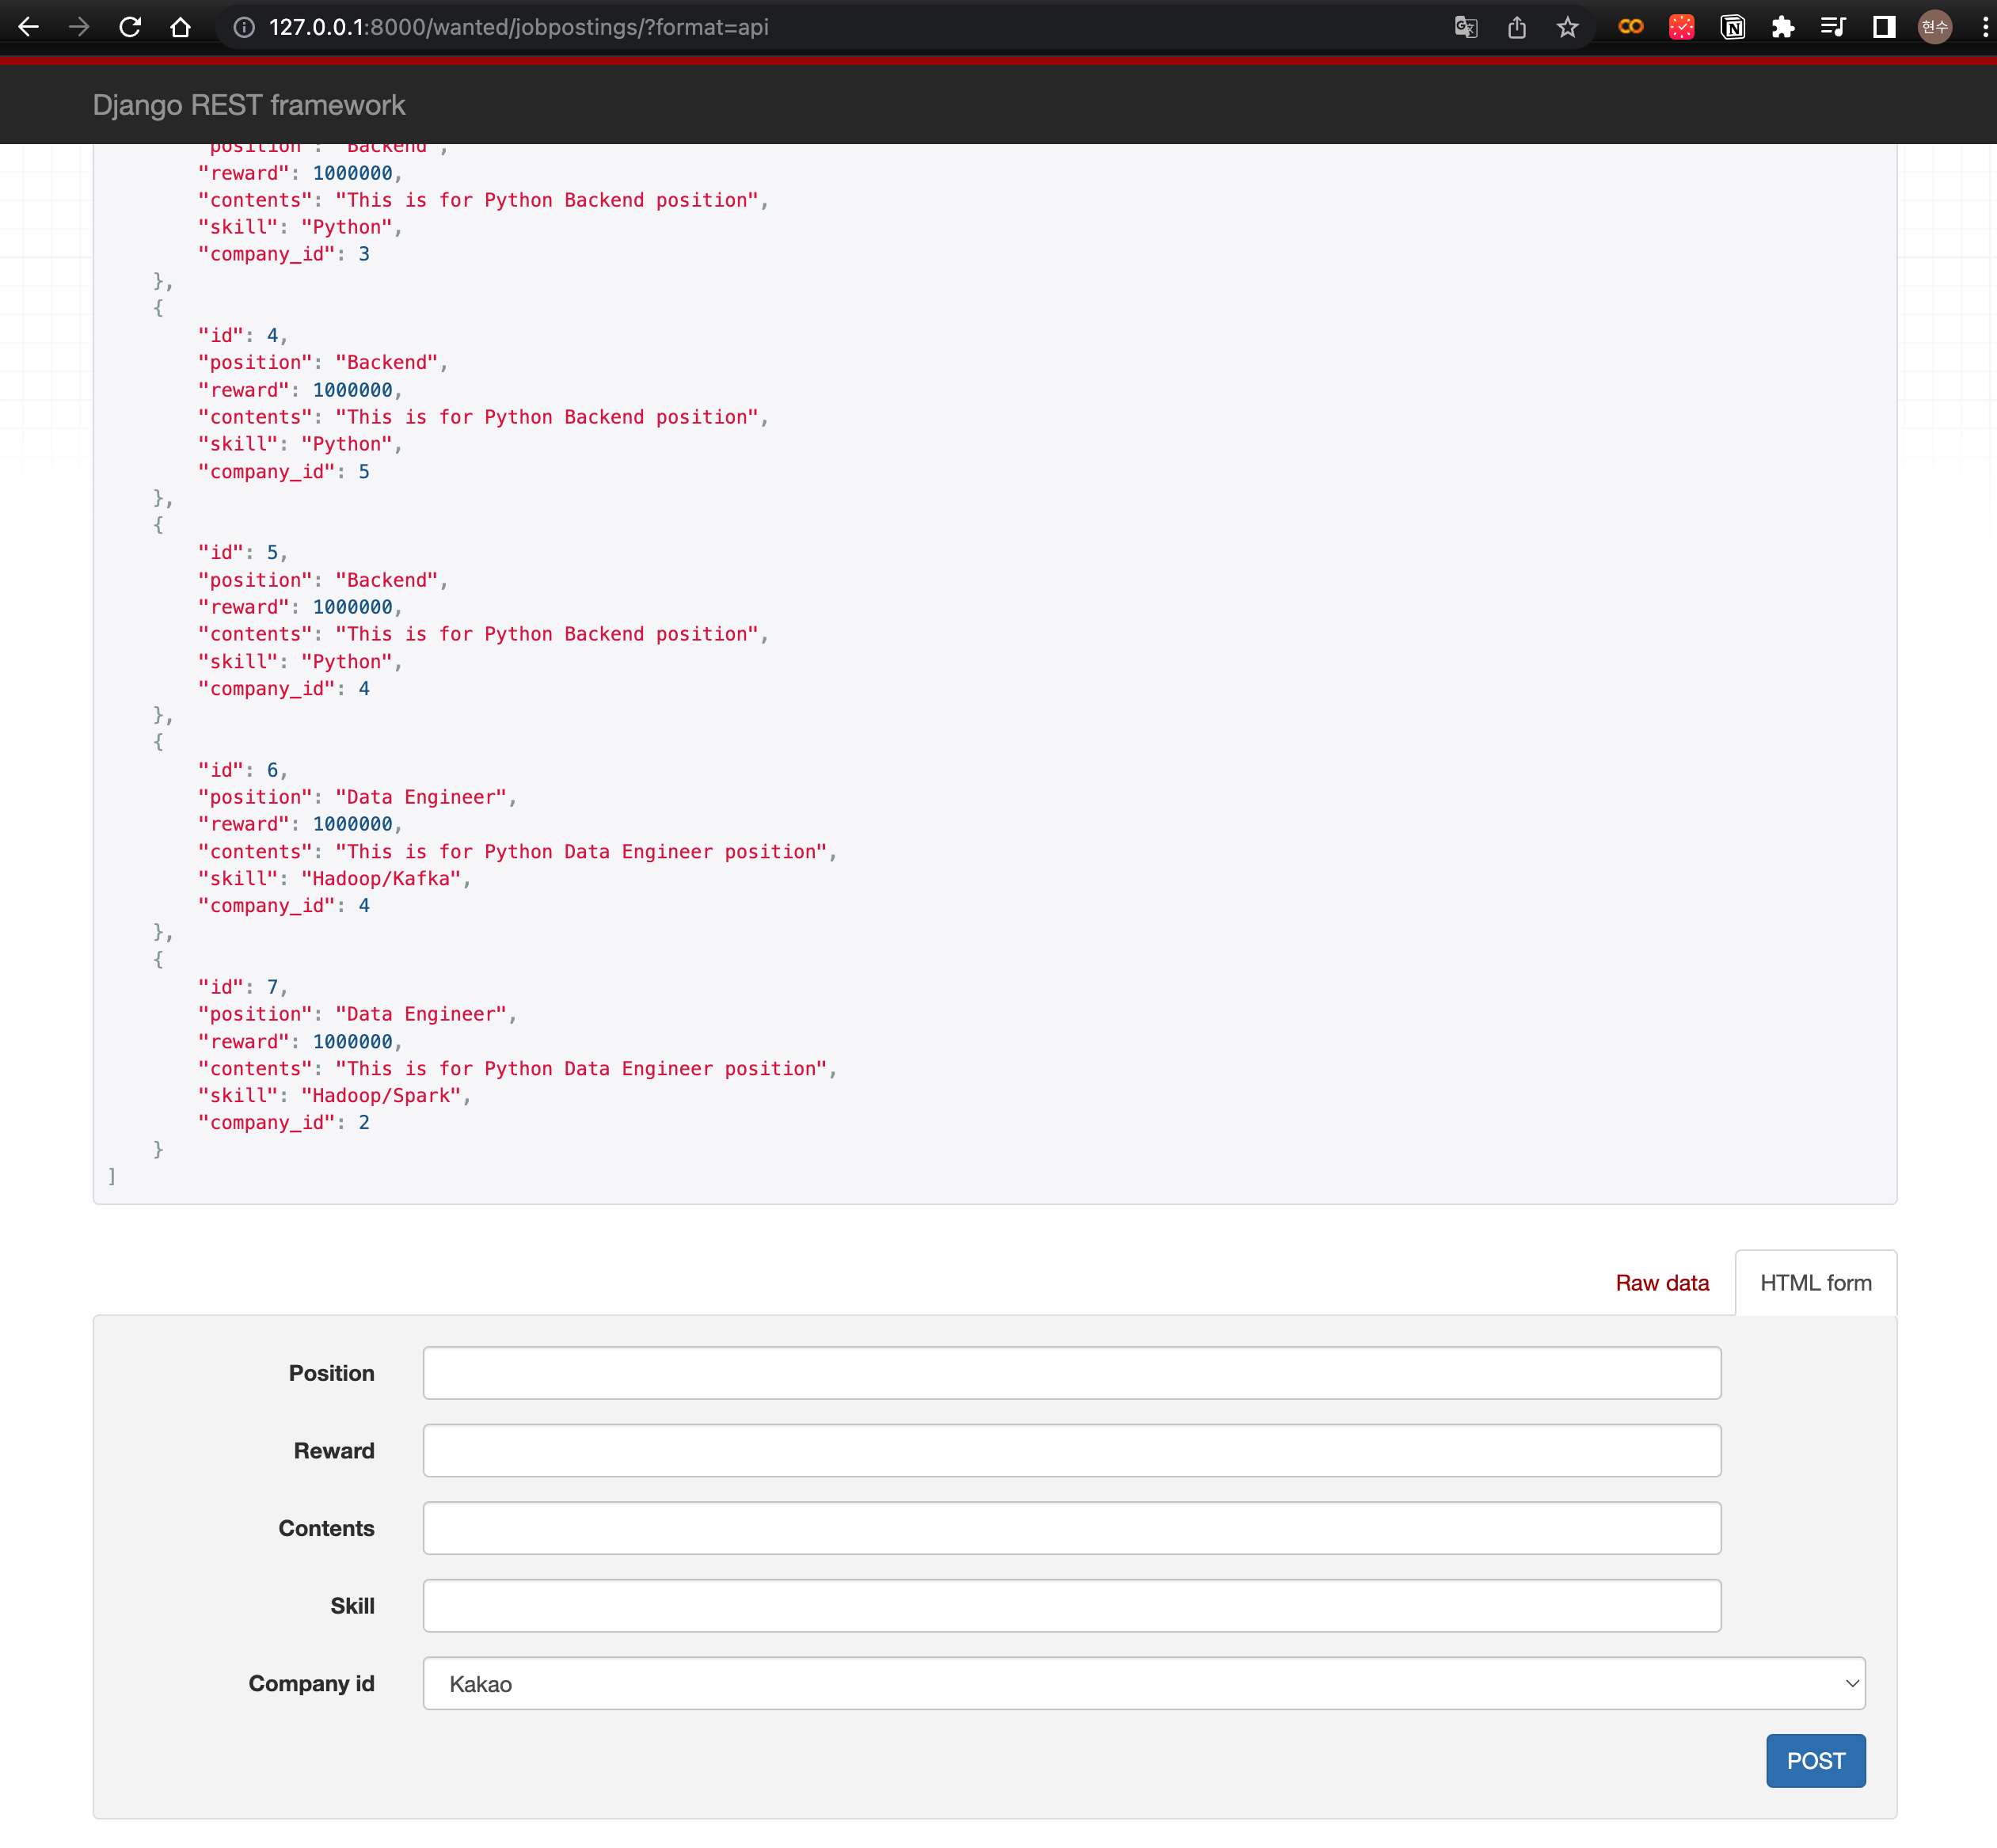 127.0.0.1:8000/wanted/jobpostings/?format=api
현수
Django REST framework
"position": "Backend",
"reward": 1000000,
"contents": "This is for Python Backend position",
"skill": "Python",
"company_id": 3
},
{
"id": 4,
"position": "Backend",
"reward": 1000000,
"contents": "This is for Python Backend position",
"skill": "Python",
"company_id": 5
},
{
"id": 5,
"position": "Backend",
"reward": 1000000,
"contents": "This is for Python Backend position",
"skill": "Python",
"company_id": 4
},
{
"id": 6,
"position": "Data Engineer",
"reward": 1000000,
"contents": "This is for Python Data Engineer position",
"skill": "Hadoop/Kafka",
"company_id": 4
},
{
"id": 7,
"position": "Data Engineer",
"reward": 1000000,
"contents": "This is for Python Data Engineer position",
"skill": "Hadoop/Spark",
"company_id": 2
}
]
Raw data HTML form
Position
Reward
Contents
Skill
Company id Kakao
POST